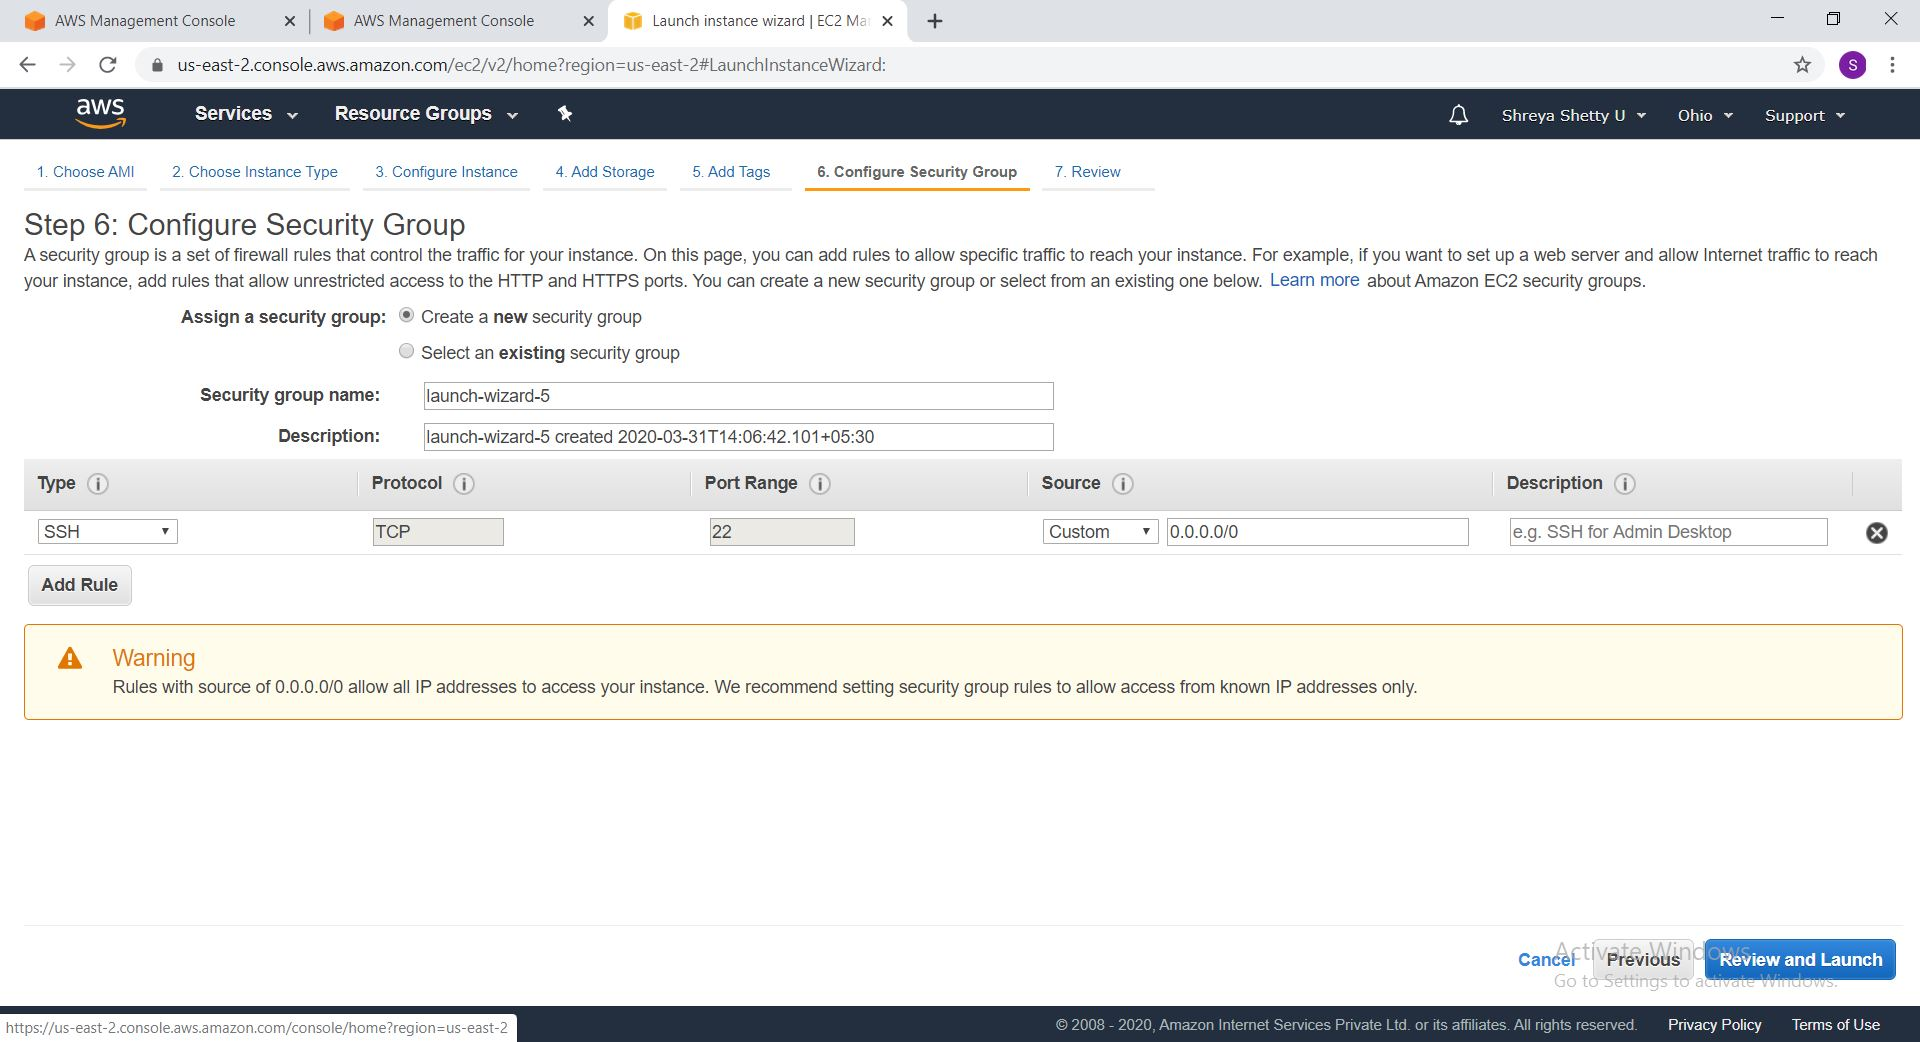 AWS Management Console
AWS Management Console
Launch instance wizard | EC2 Ma
us-east-2.console.aws.amazon.com/ec2/v2/home?region=us-east-2#LaunchInstanceWizard:
S
aws Services Resource Groups Shreya Shetty U Ohio Support
1. Choose AMI 2. Choose Instance Type 3. Configure Instance 4. Add Storage 5. Add Tags 6. Configure Security Group 7. Review
Step 6: Configure Security Group
A security group is a set of firewall rules that control the traffic for your instance. On this page, you can add rules to allow specific traffic to reach your instance. For example, if you want to set up a web server and allow Internet traffic to reach
your instance, add rules that allow unrestricted access to the HTTP and HTTPS ports. You can create a new security group or select from an existing one below. Learn more about Amazon EC2 security groups.
Assign a security group: Create a new security group
Select an existing security group
Security group name: launch-wizard-5
Description: launch-wizard-5 created 2020-03-31T14:06:42.101+05:30
Type i Protocol i Port Range i Source i Description i
SSH TCP 22 Custom 0.0.0.0/0 e.g. SSH for Admin Desktop
Add Rule
Warning
Rules with source of 0.0.0.0/0 allow all IP addresses to access your instance. We recommend setting security group rules to allow access from known IP addresses only.
Activate Windows
Cancel Previous Review and Launch
Go to Settings to activate Windows.
https://us-east-2.console.aws.amazon.com/console/home?region=us-east-2
© 2008 - 2020, Amazon Internet Services Private Ltd. or its affiliates. All rights reserved. Privacy Policy Terms of Use